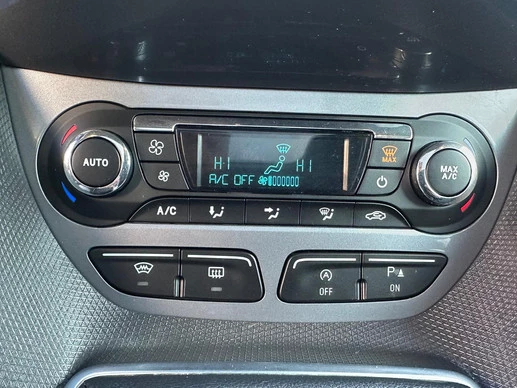 AUTO
HI HI
A/C OFF
MAX
MAX
A/C
A/C
OFF
P
ON